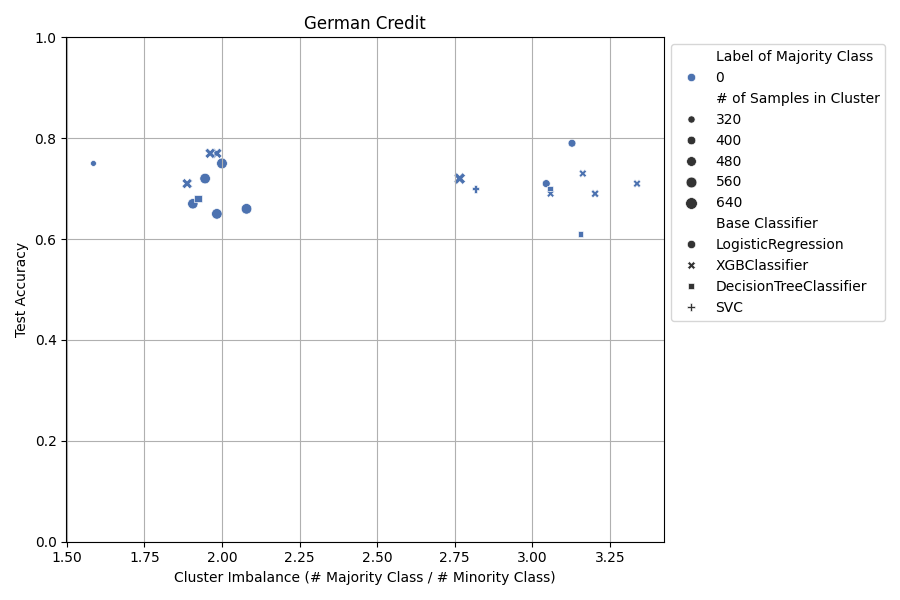 German Credit
1.0
0.8
0.6
0.4
0.2
0.0
Test Accuracy
1.50 1.75 2.00 2.25 2.50 2.75 3.00 3.25
Cluster Imbalance (# Majority Class / # Minority Class)
Label of Majority Class
0
# of Samples in Cluster
320
400
480
560
640
Base Classifier
LogisticRegression
XGBClassifier
DecisionTreeClassifier
SVC